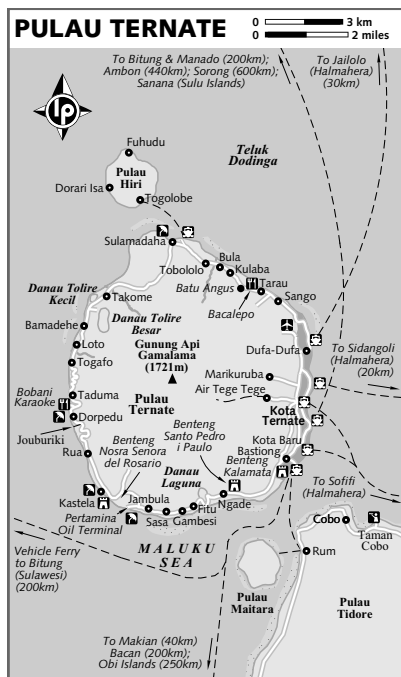 PULAU TERNATE
0 3 km
0 2 miles
To Bitung & Manado (200km);
Ambon (440km); Sorong (600km);
Sanana (Sulu Islands)
To Jailolo
(Halmahera)
(30km)
lp
Fuhudu
Teluk
Dodinga
Pulau
Hiri
Dorari Isa
Togolobe
Sulamadaha
Bula
Tobololo
Kulaba
Danau Tolire
Kecil
Batu Angus
Tarau
Takome
Sango
Bacalepo
Danau Tolire
Besar
Bamadehe
Gunung Api
Gamalama
(1721m)
Loto
Dufa-Dufa
Togafo
To Sidangoli
(Halmahera)
(20km)
Marikuruba
Bobani
Karaoke
Taduma
Air Tege Tege
Pulau
Ternate
Dorpedu
Kota
Ternate
Jouburiki
Benteng
Santo Pedro
i Paulo
Kota Baru
Rua
Benteng
Nosra Senora
del Rosario
Bastiong
Benteng
Kalamata
Danau
Laguna
To Sofifi
(Halmahera)
Kastela
Jambula
Ngade
Fitu
Pertamina
Oil Terminal
Sasa
Gambesi
Cobo
Taman
Cobo
Vehicle Ferry
to Bitung
(Sulawesi)
(200km)
MALUKU
SEA
Rum
Pulau
Maitara
Pulau
Tidore
To Makian (40km)
Bacan (200km);
Obi Islands (250km)